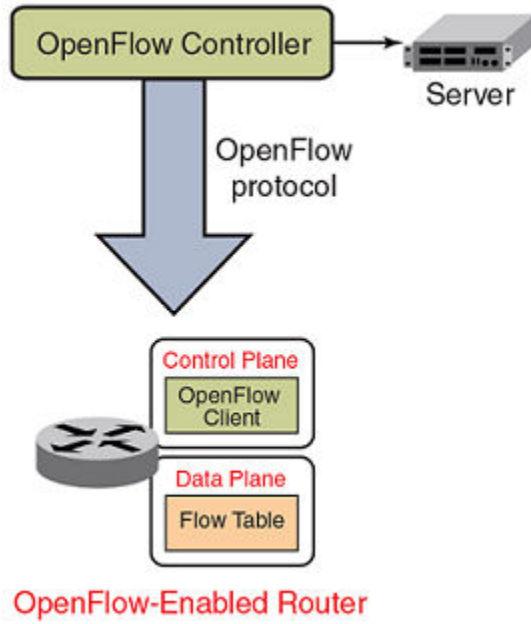 OpenFlow Controller
Server
OpenFlow
protocol
Control Plane
OpenFlow
Client
Data Plane
Flow Table
OpenFlow-Enabled Router